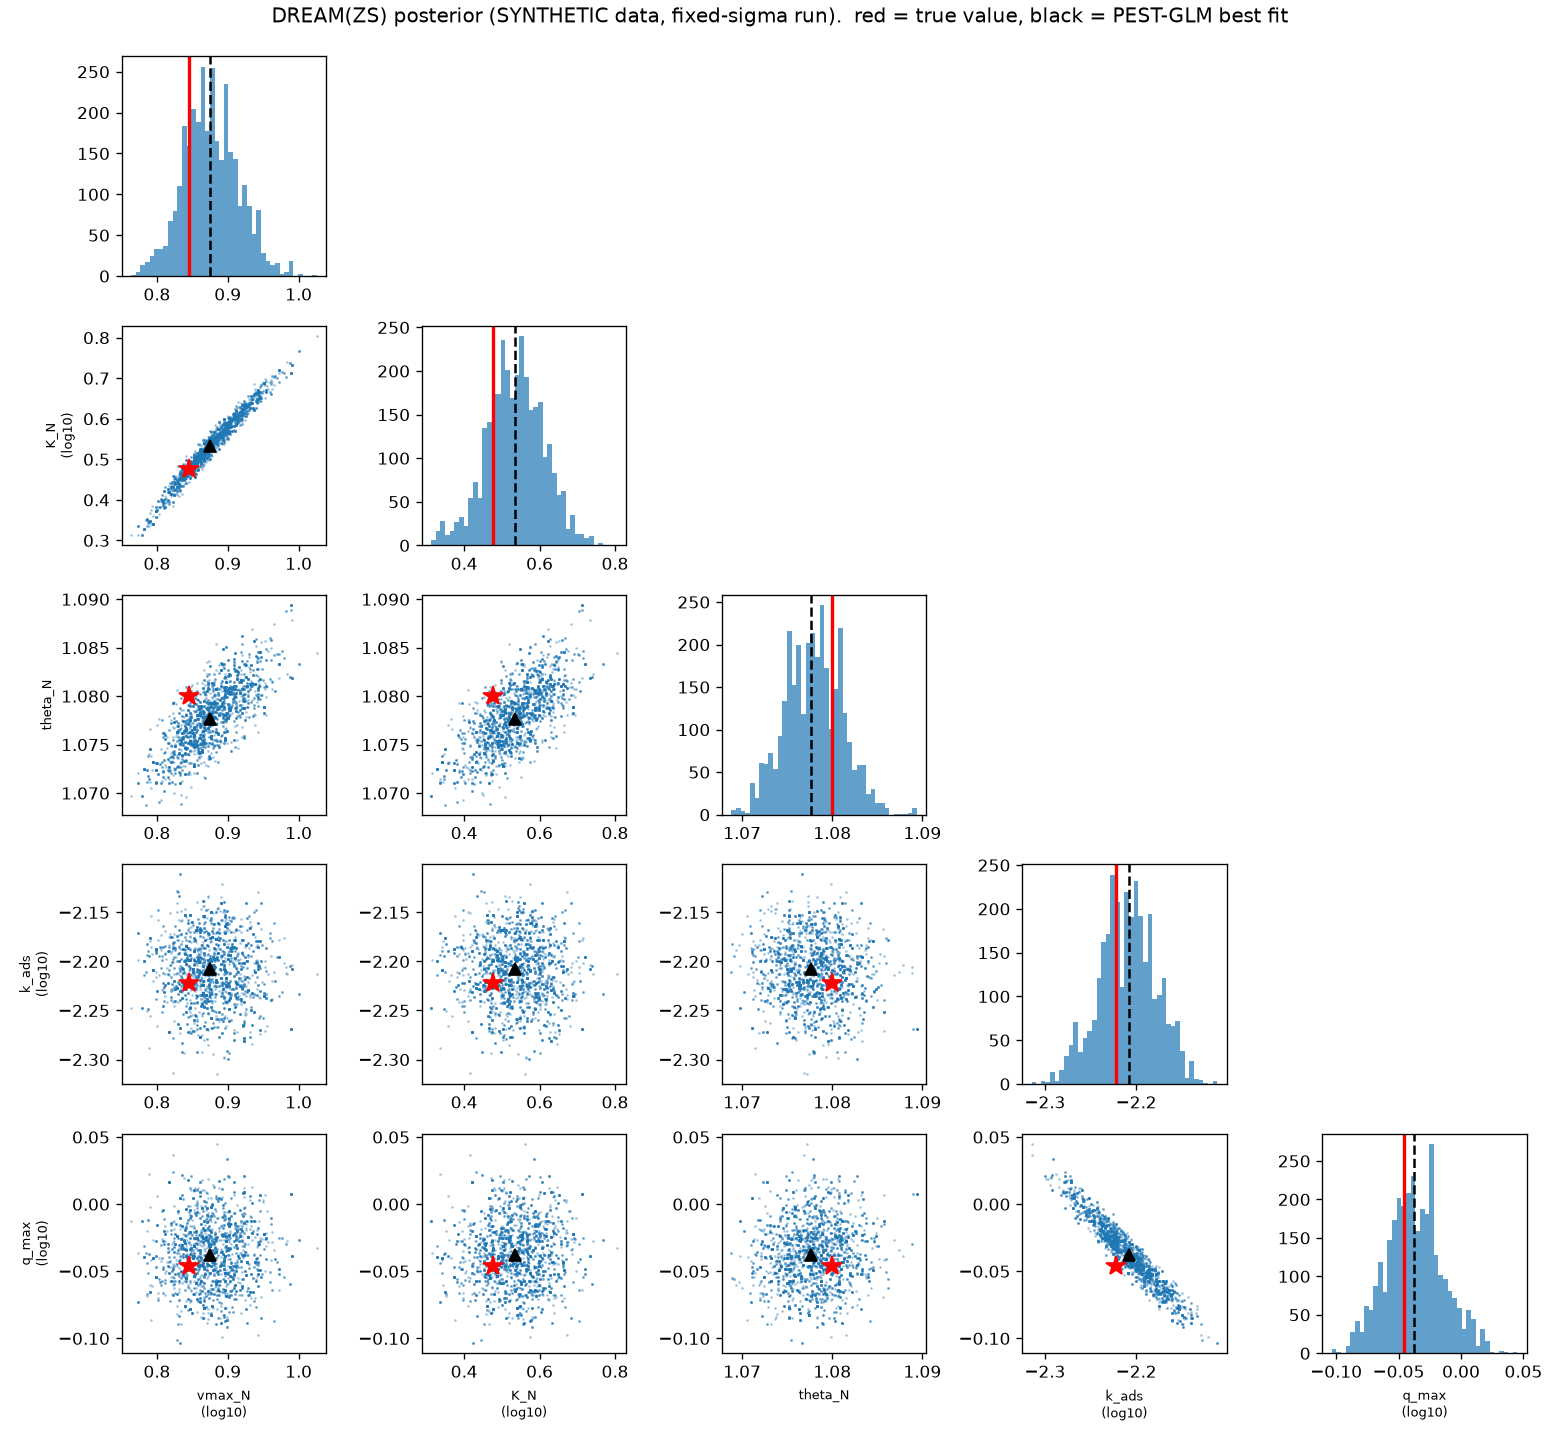 DREAM(ZS) posterior (SYNTHETIC data, fixed-sigma run).  red = true value, black = PEST-GLM best fit
250
200
150
100
50
0
0.8 0.9 1.0
K_N
(log10)
0.8
0.7
0.6
0.5
0.4
0.3
0.8 0.9 1.0
250
200
150
100
50
0
0.4 0.6 0.8
theta_N
1.090
1.085
1.080
1.075
1.070
0.8 0.9 1.0
1.090
1.085
1.080
1.075
1.070
0.4 0.6 0.8
250
200
150
100
50
0
1.07 1.08 1.09
k_ads
(log10)
−2.15
−2.20
−2.25
−2.30
0.8 0.9 1.0
−2.15
−2.20
−2.25
−2.30
0.4 0.6 0.8
−2.15
−2.20
−2.25
−2.30
1.07 1.08 1.09
250
200
150
100
50
0
−2.3 −2.2
q_max
(log10)
0.05
0.00
−0.05
−0.10
0.8 0.9 1.0
vmax_N
(log10)
0.05
0.00
−0.05
−0.10
0.4 0.6 0.8
K_N
(log10)
0.05
0.00
−0.05
−0.10
1.07 1.08 1.09
theta_N
0.05
0.00
−0.05
−0.10
−2.3 −2.2
k_ads
(log10)
250
200
150
100
50
0
−0.10 −0.05 0.00 0.05
q_max
(log10)